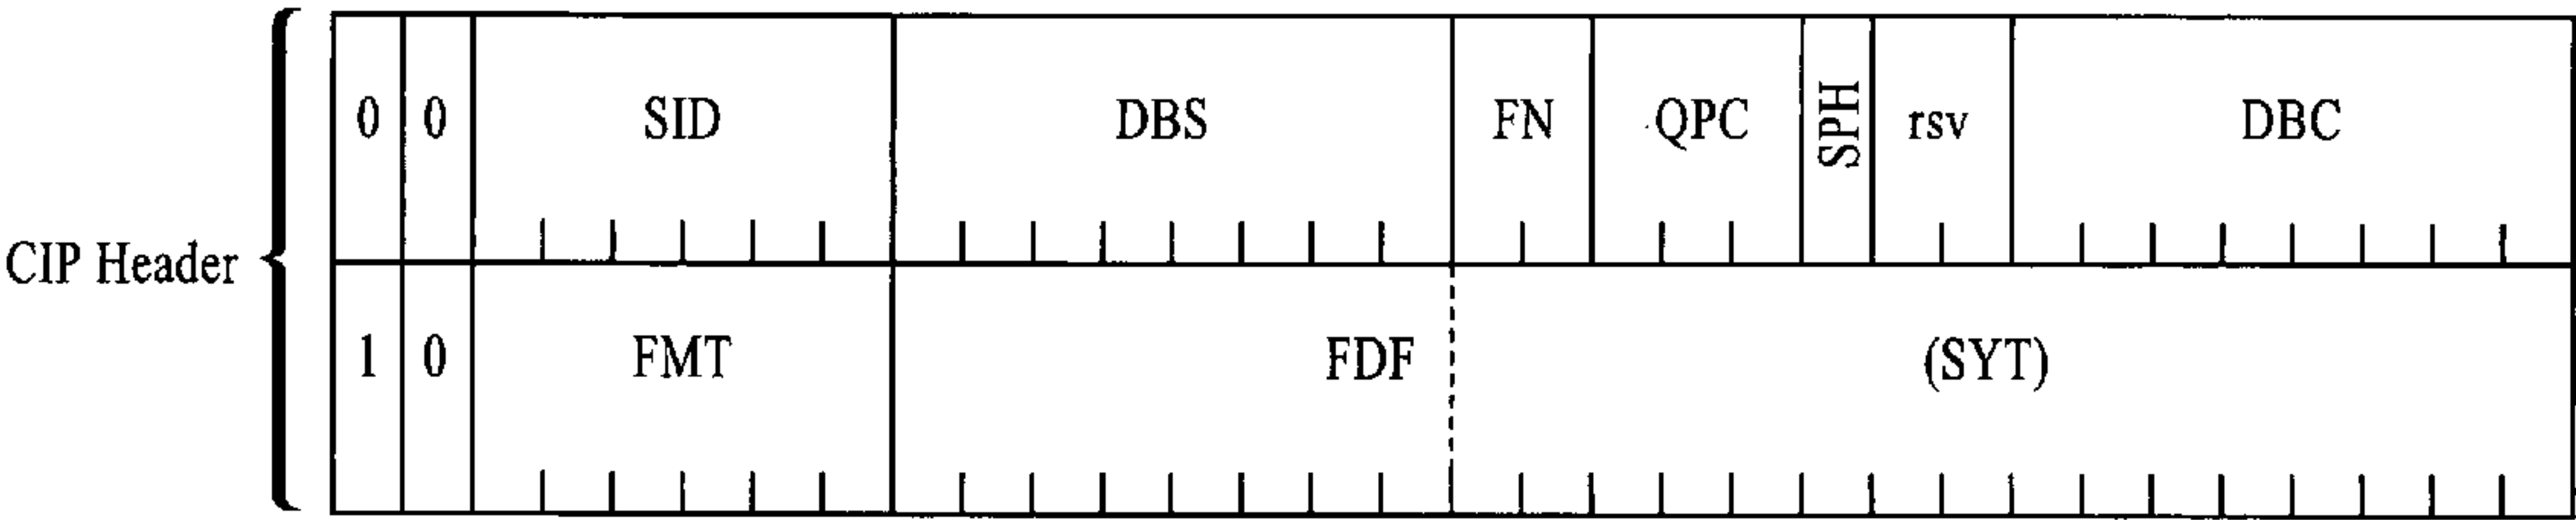 0 0 SID DBS FN QPC SPH rsv DBC
CIP Header
1 0 FMT FDF (SYT)